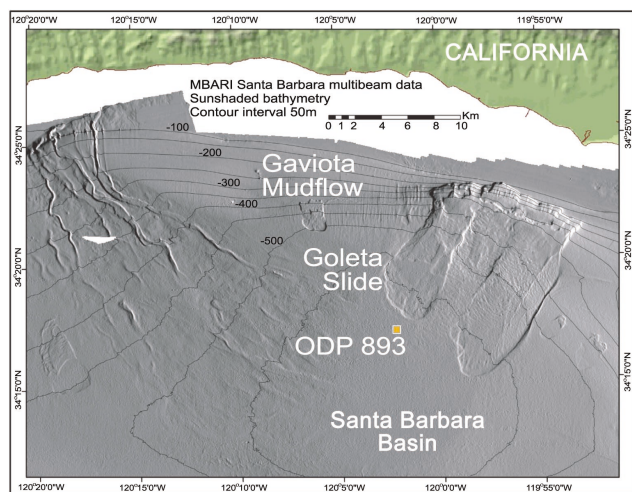 120°20'0"W 120°15'0"W 120°10'0"W 120°5'0"W 120°0'0"W 119°55'0"W
CALIFORNIA
MBARI Santa Barbara multibeam data
Sunshaded bathymetry
Contour interval 50m
Km
0 1 2 4 6 8 10
34°25'0"N
34°25'0"N
-100
-200
-300
-400
-500
Gaviota
Mudflow
Goleta
Slide
34°20'0"N
34°20'0"N
ODP 893
34°15'0"N
34°15'0"N
Santa Barbara
Basin
120°20'0"W 120°15'0"W 120°10'0"W 120°5'0"W 120°0'0"W 119°55'0"W